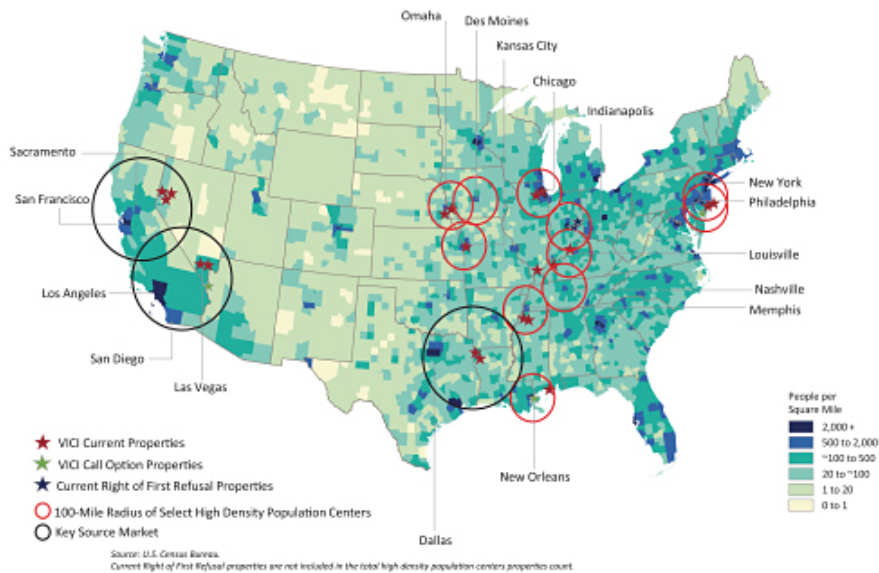 Omaha
Des Moines
Kansas City
Chicago
Indianapolis
Sacramento
San Francisco
New York
Philadelphia
Louisville
Los Angeles
Nashville
Memphis
San Diego
Las Vegas
New Orleans
Dallas
People per
Square Mile
2,000 +
500 to 2,000
~100 to 500
20 to ~100
1 to 20
0 to 1
VICI Current Properties
VICI Call Option Properties
Current Right of First Refusal Properties
100-Mile Radius of Select High Density Population Centers
Key Source Market
Source: U.S. Census Bureau.
Current Right of First Refusal properties are not included in the total high density population centers properties count.